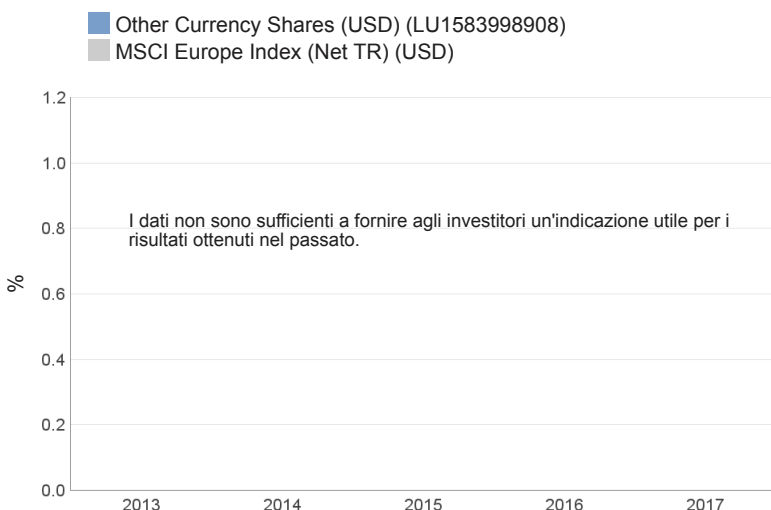 Other Currency Shares (USD) (LU1583998908)
MSCI Europe Index (Net TR) (USD)
1.2
1.0
I dati non sono sufficienti a fornire agli investitori un'indicazione utile per i
0.8
risultati ottenuti nel passato.
%
0.6
0.4
0.2
0.0
2013 2014 2015 2016 2017